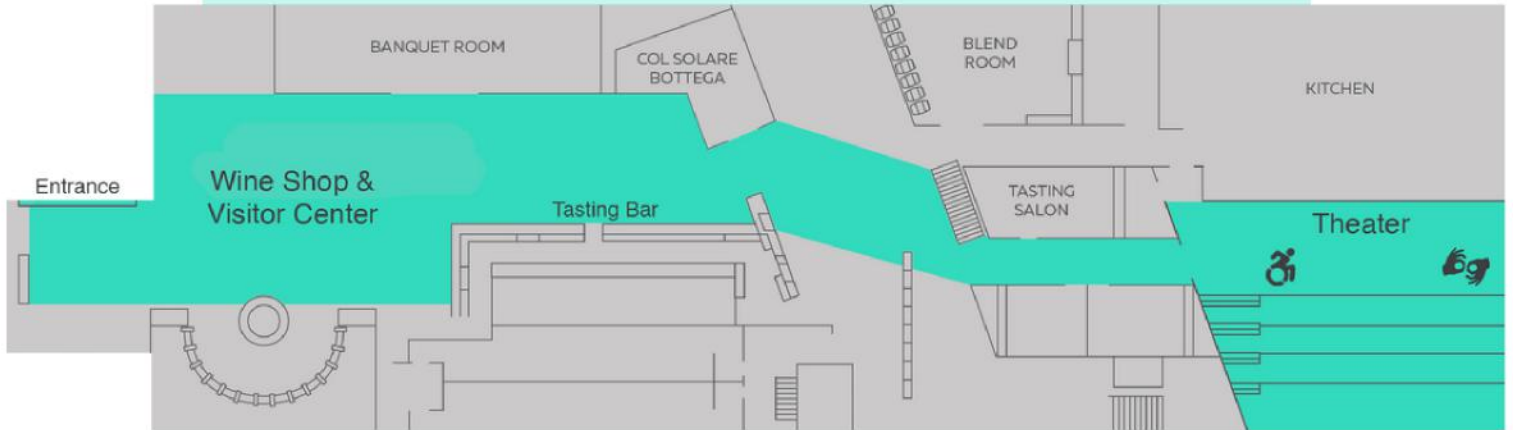 BANQUET ROOM
COL SOLARE
BOTTEGA
BLEND
ROOM
KITCHEN
Entrance
Wine Shop &
Visitor Center
Tasting Bar
TASTING
SALON
Theater